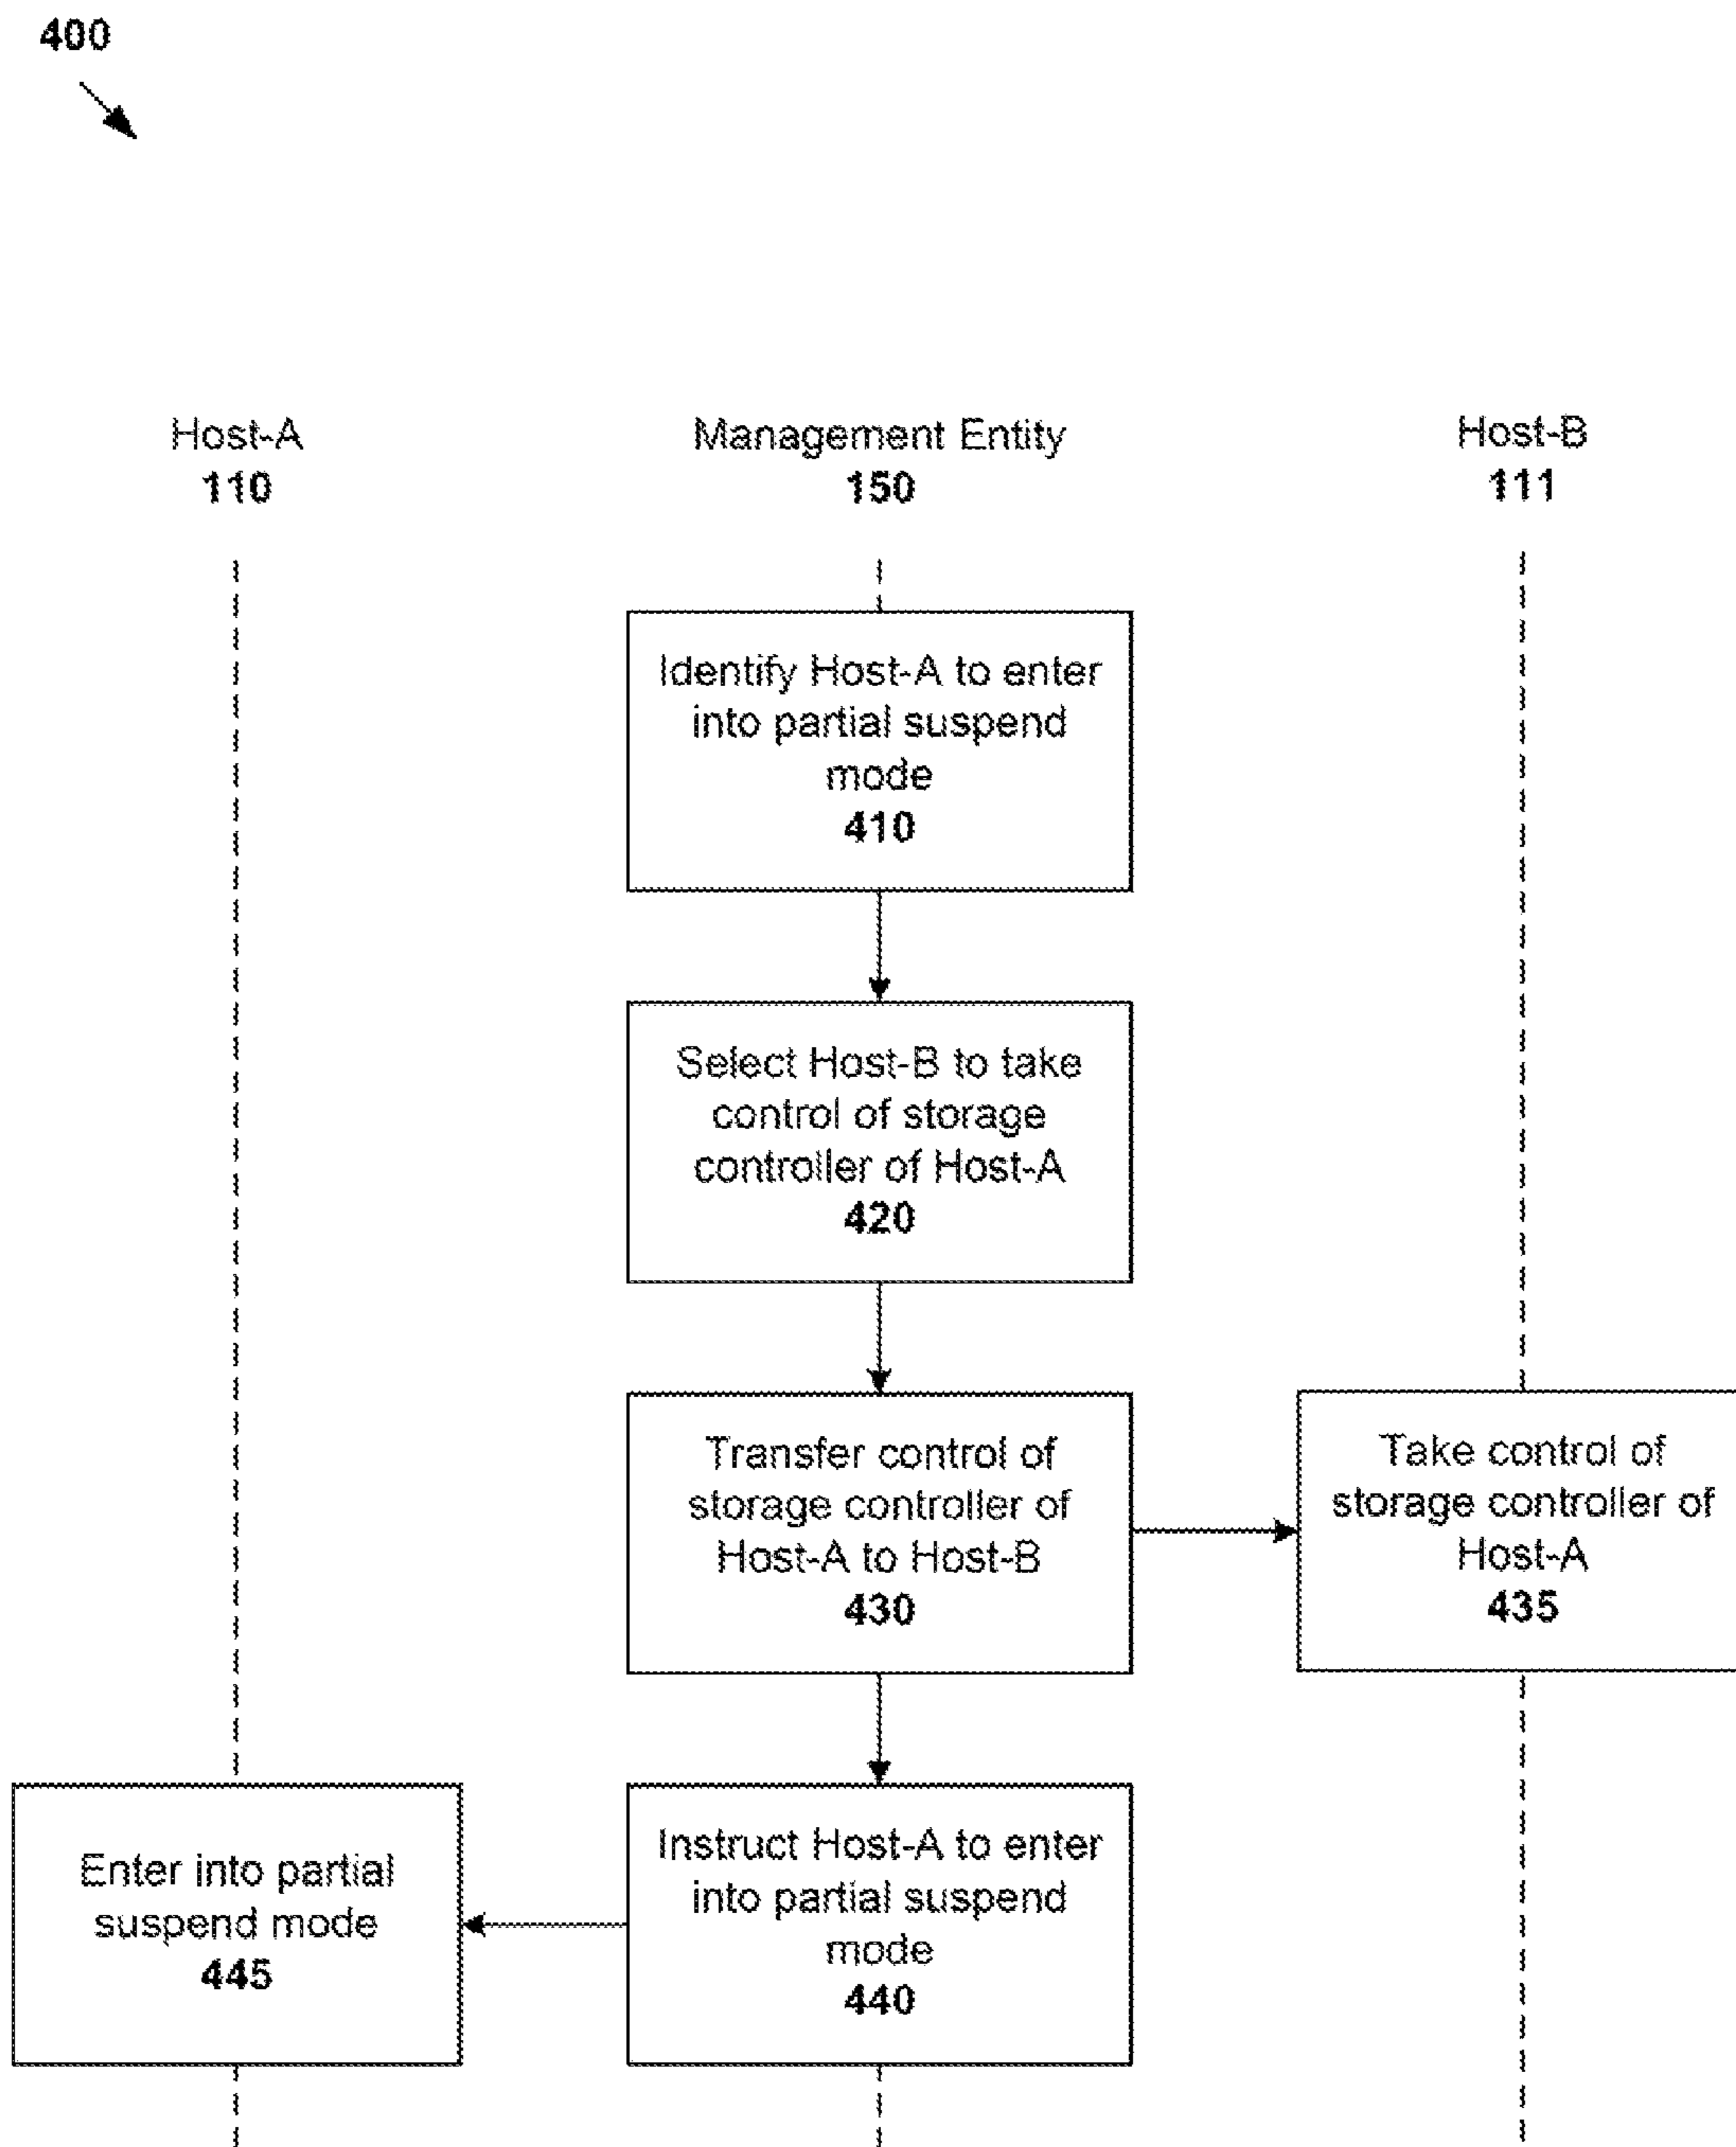 400
Host-A
110
Management Entity
150
Host-B
111
Identify Host-A to enter
into partial suspend
mode
410
Select Host-B to take
control of storage
controller of Host-A
420
Transfer control of
storage controller of
Host-A to Host-B
430
Take control of
storage controller of
Host-A
435
Enter into partial
suspend mode
445
Instruct Host-A to enter
into partial suspend
mode
440